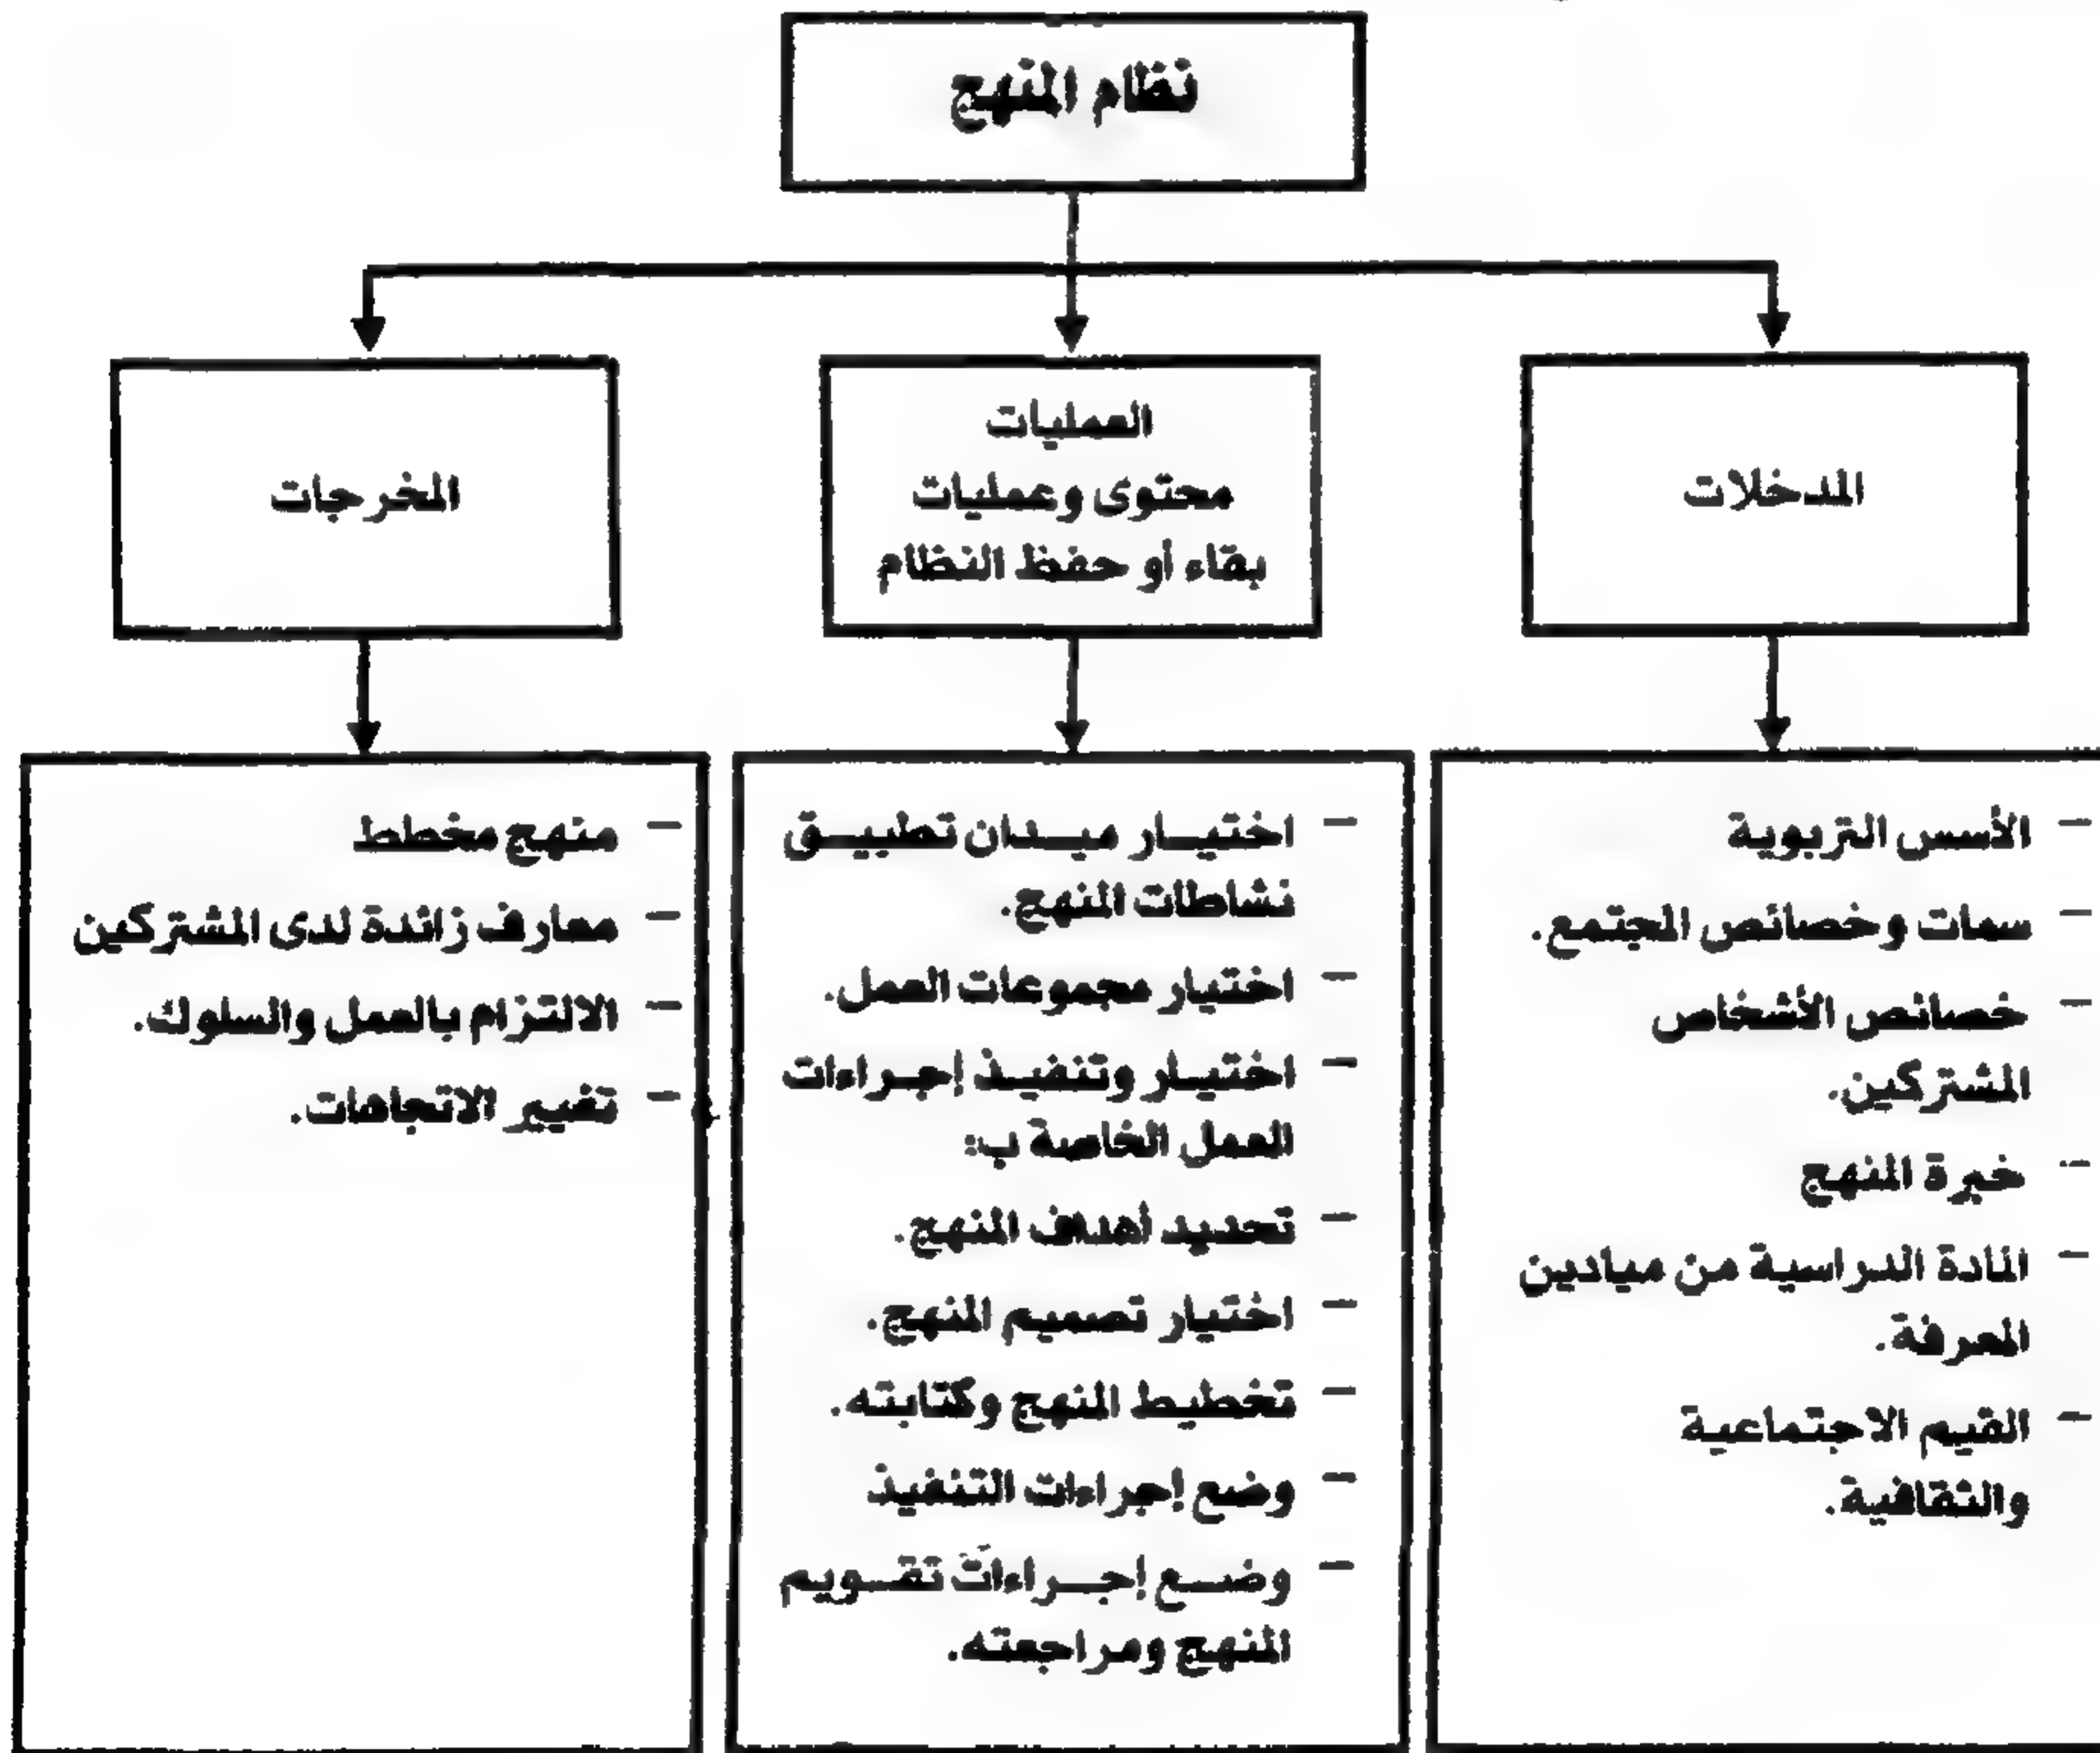 نظام المنهج
المدخلات
العمليات
محتوى وعمليات
بقاء أو حفظ النظام
المخرجات
– الأسس التربوية
– سمات وخصائص المجتمع.
– خصائص الأشخاص
المشتركين.
– خبرة المنهج
– المادة الدراسية من ميادين
المعرفة.
– القيم الاجتماعية
والثقافية.
– اختيار ميدان تطبيق
نشاطات المنهج.
– اختيار مجموعات العمل.
– اختيار وتنفيذ إجراءات
العمل الخاصة ب:
– تحديد أهداف المنهج.
– اختيار تصميم المنهج.
– تخطيط المنهج وكتابته.
– وضع إجراءات التنفيذ
– وضع إجراءات تقويم
المنهج ومراجعته.
– منهج مخطط
– معارف زائدة لدى المشتركين
– الالتزام بالعمل والسلوك.
– تغيير الاتجاهات.